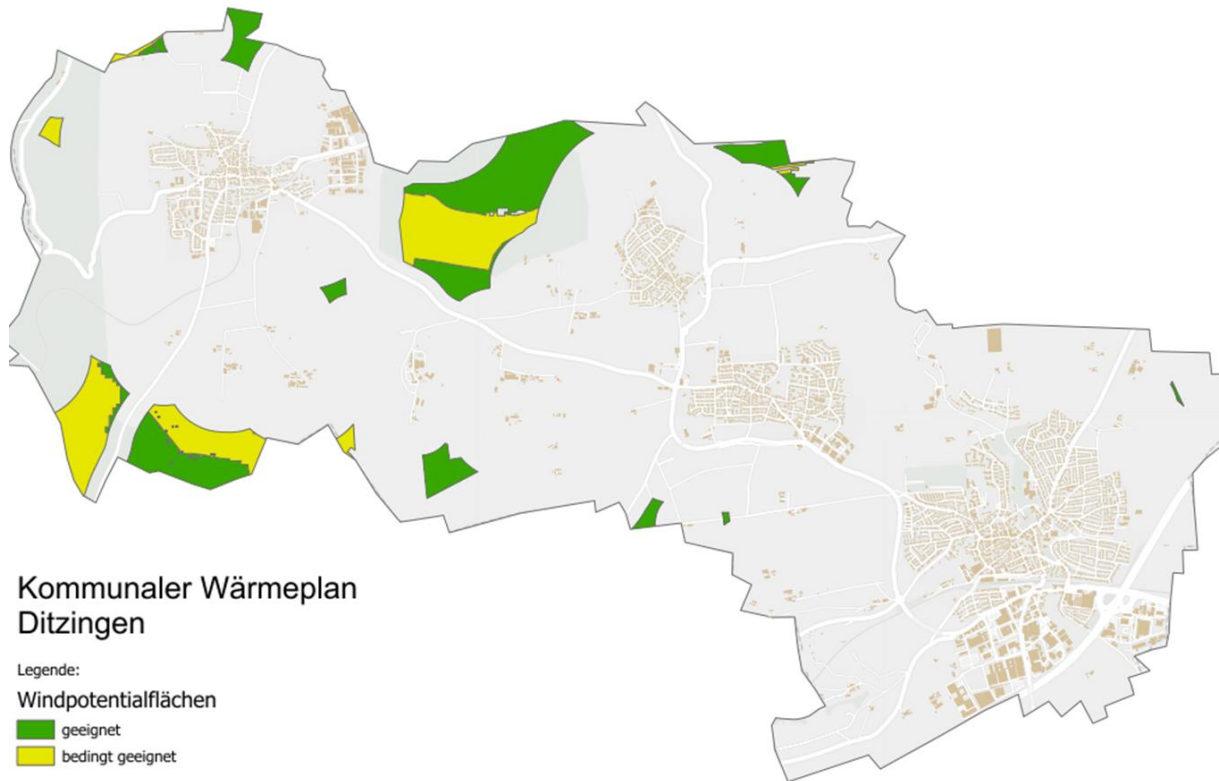 Kommunaler Wärmeplan
Ditzingen
Legende:
Windpotentialflächen
geeignet
bedingt geeignet